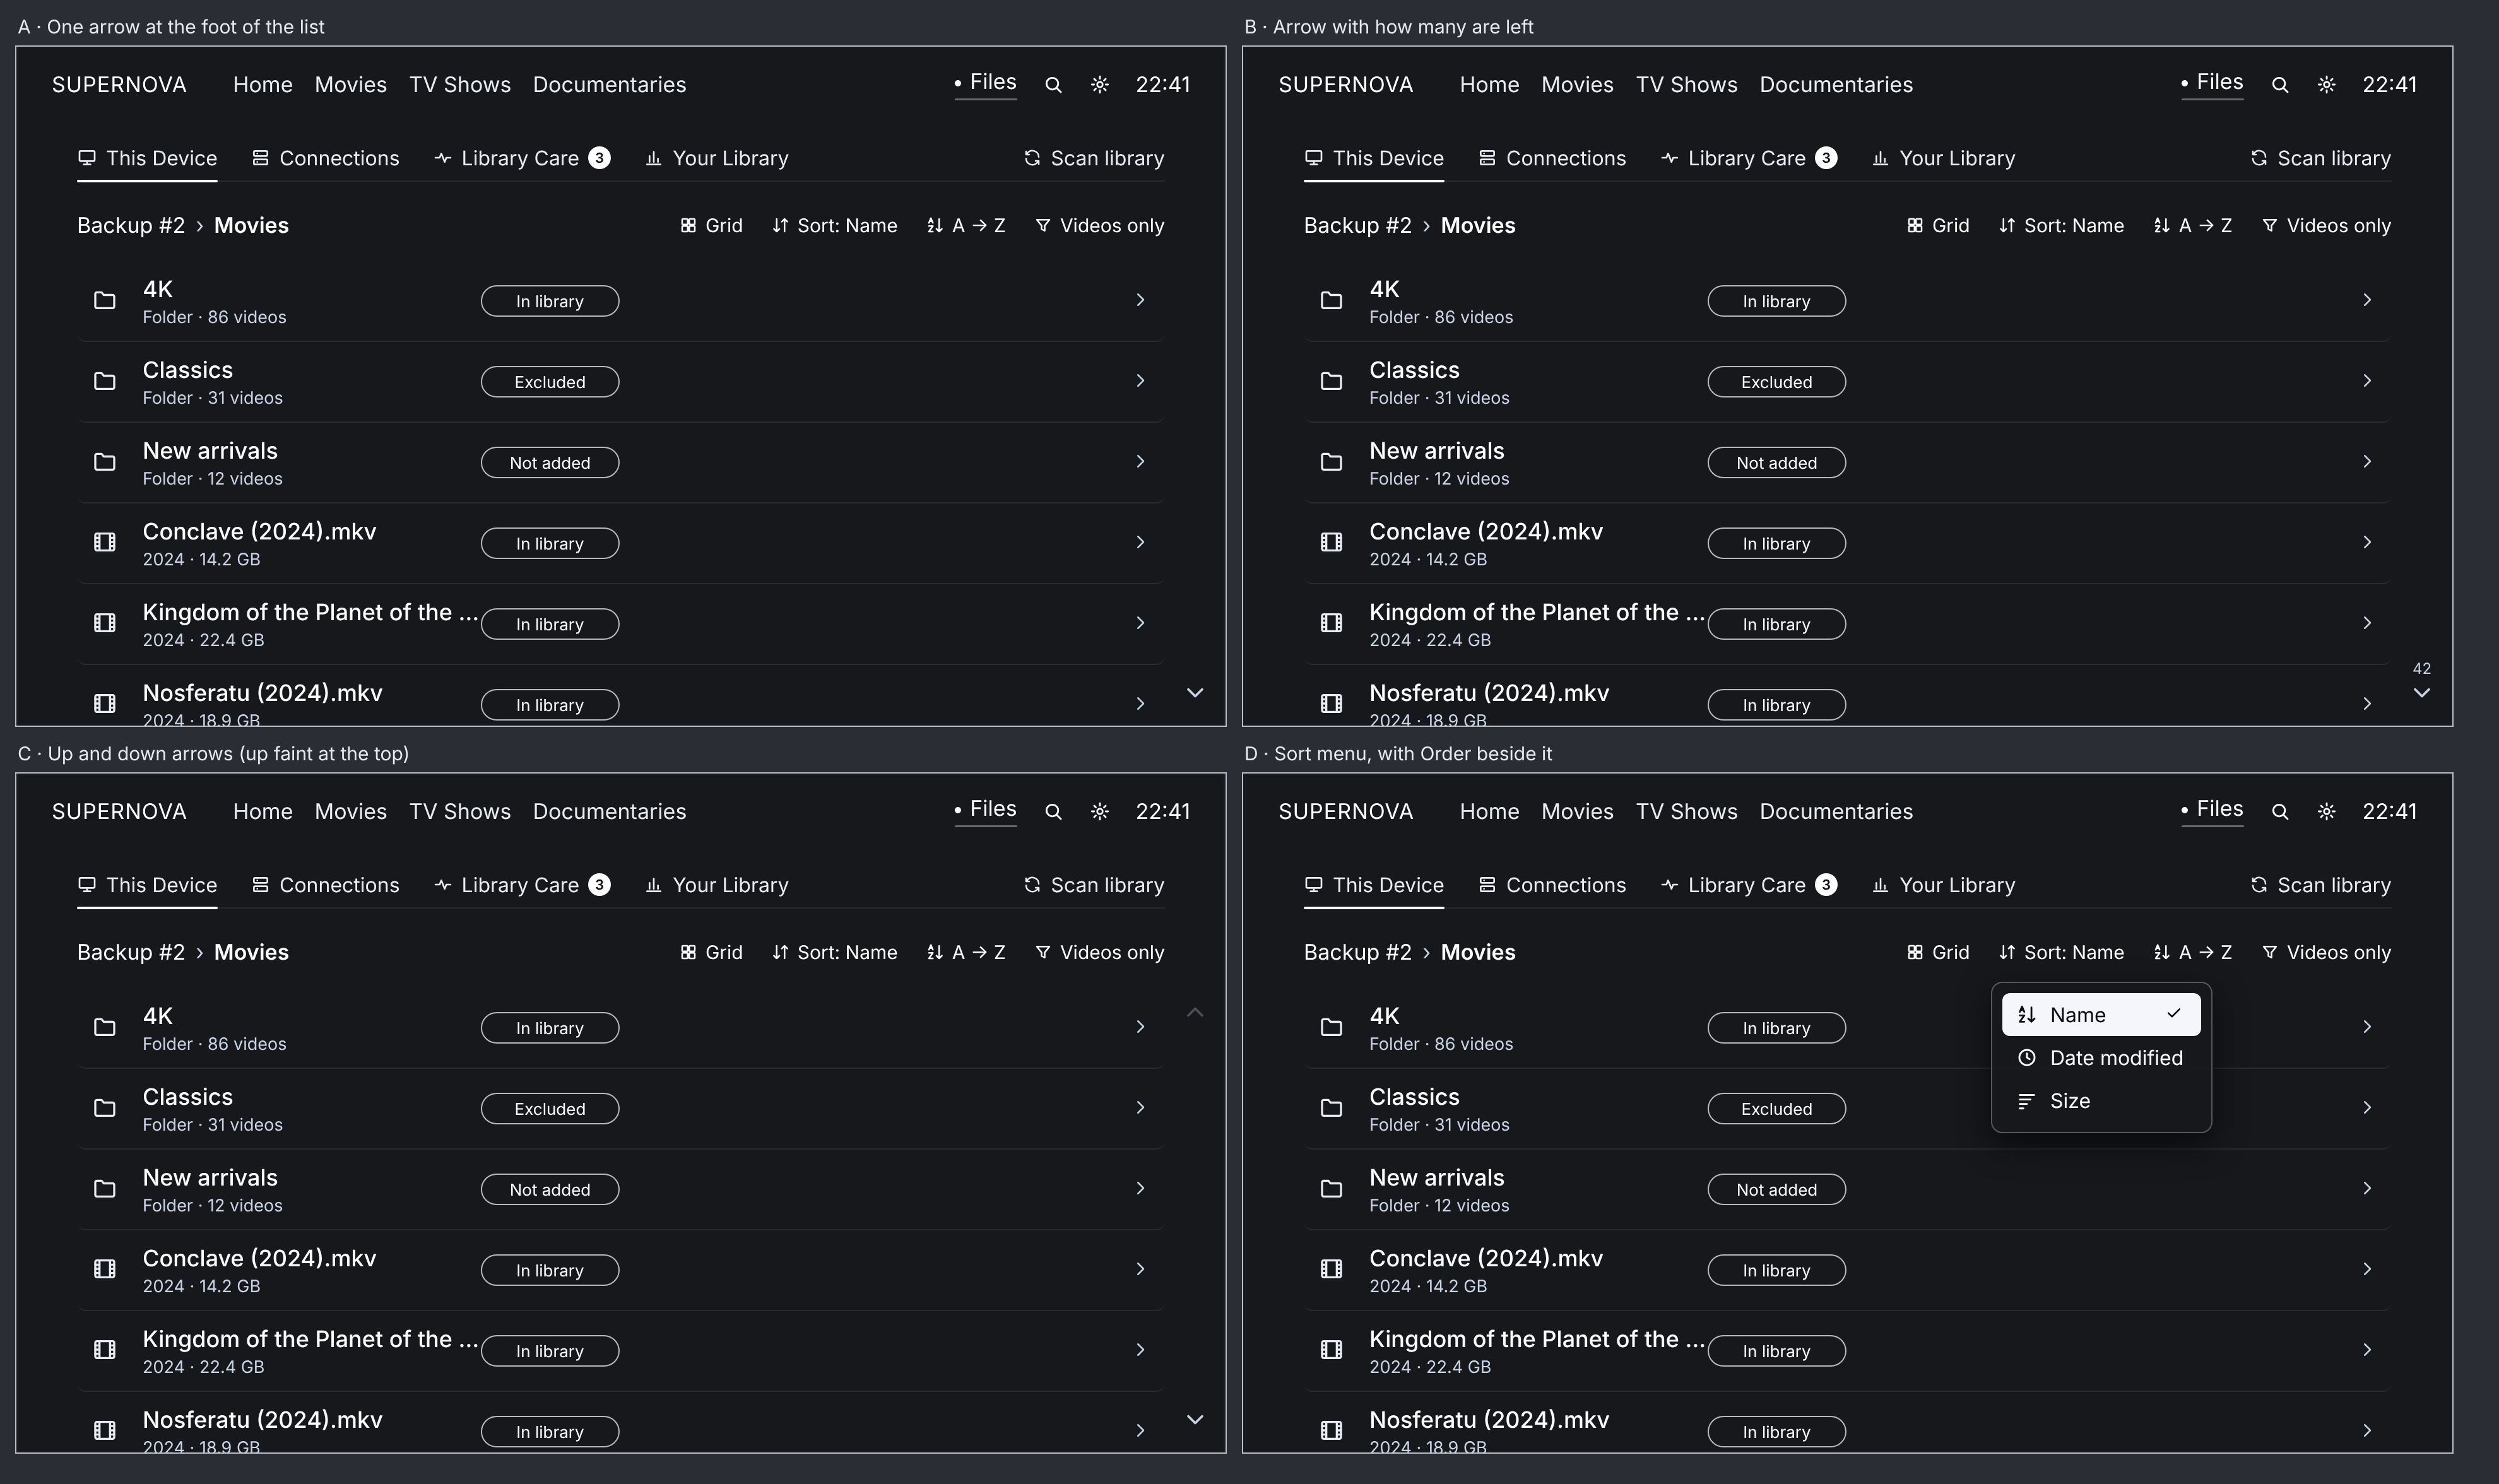 A · One arrow at the foot of the list
SUPERNOVA Home Movies TV Shows Documentaries • Files 22:41
This Device Connections Library Care 3 Your Library Scan library
Backup #2 › Movies Grid Sort: Name A → Z Videos only
4K
Folder · 86 videos
In library
Classics
Folder · 31 videos
Excluded
New arrivals
Folder · 12 videos
Not added
Conclave (2024).mkv
2024 · 14.2 GB
In library
Kingdom of the Planet of the ...
2024 · 22.4 GB
In library
Nosferatu (2024).mkv
2024 · 18.9 GB
In library
B · Arrow with how many are left
SUPERNOVA Home Movies TV Shows Documentaries • Files 22:41
This Device Connections Library Care 3 Your Library Scan library
Backup #2 › Movies Grid Sort: Name A → Z Videos only
4K
Folder · 86 videos
In library
Classics
Folder · 31 videos
Excluded
New arrivals
Folder · 12 videos
Not added
Conclave (2024).mkv
2024 · 14.2 GB
In library
Kingdom of the Planet of the ...
2024 · 22.4 GB
In library
42
Nosferatu (2024).mkv
2024 · 18.9 GB
In library
C · Up and down arrows (up faint at the top)
SUPERNOVA Home Movies TV Shows Documentaries • Files 22:41
This Device Connections Library Care 3 Your Library Scan library
Backup #2 › Movies Grid Sort: Name A → Z Videos only
4K
Folder · 86 videos
In library
Classics
Folder · 31 videos
Excluded
New arrivals
Folder · 12 videos
Not added
Conclave (2024).mkv
2024 · 14.2 GB
In library
Kingdom of the Planet of the ...
2024 · 22.4 GB
In library
Nosferatu (2024).mkv
2024 · 18.9 GB
In library
D · Sort menu, with Order beside it
SUPERNOVA Home Movies TV Shows Documentaries • Files 22:41
This Device Connections Library Care 3 Your Library Scan library
Backup #2 › Movies Grid Sort: Name A → Z Videos only
Name
Date modified
Size
4K
Folder · 86 videos
In library
Classics
Folder · 31 videos
Excluded
New arrivals
Folder · 12 videos
Not added
Conclave (2024).mkv
2024 · 14.2 GB
In library
Kingdom of the Planet of the ...
2024 · 22.4 GB
In library
Nosferatu (2024).mkv
2024 · 18.9 GB
In library